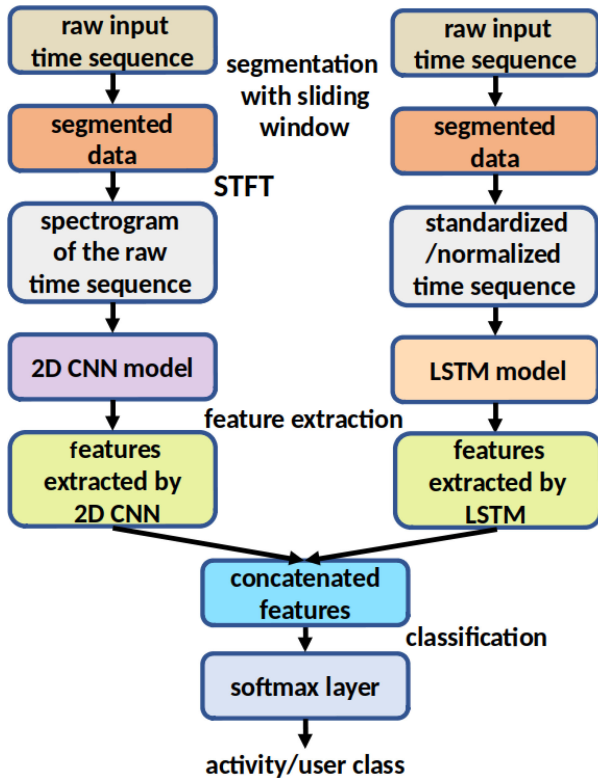 raw input
time sequence
segmentation
with sliding
window
raw input
time sequence
segmented
data
segmented
data
STFT
spectrogram
of the raw
time sequence
standardized
/normalized
time sequence
2D CNN model
LSTM model
feature extraction
features
extracted by
2D CNN
features
extracted by
LSTM
concatenated
features
classification
softmax layer
activity/user class